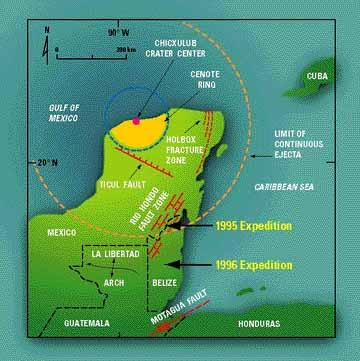 90° W
N
0
200 km
CHICXULUB
CRATER CENTER
CENOTE
RING
CUBA
GULF OF
MEXICO
HOLBOX
FRACTURE
ZONE
LIMIT OF
CONTINUOUS
EJECTA
20° N
TICUL FAULT
CARIBBEAN SEA
RIO HONDO
FAULT ZONE
1995 Expedition
MEXICO
LA LIBERTAD
ARCH
1996 Expedition
BELIZE
MOTAGUA FAULT
GUATEMALA
HONDURAS